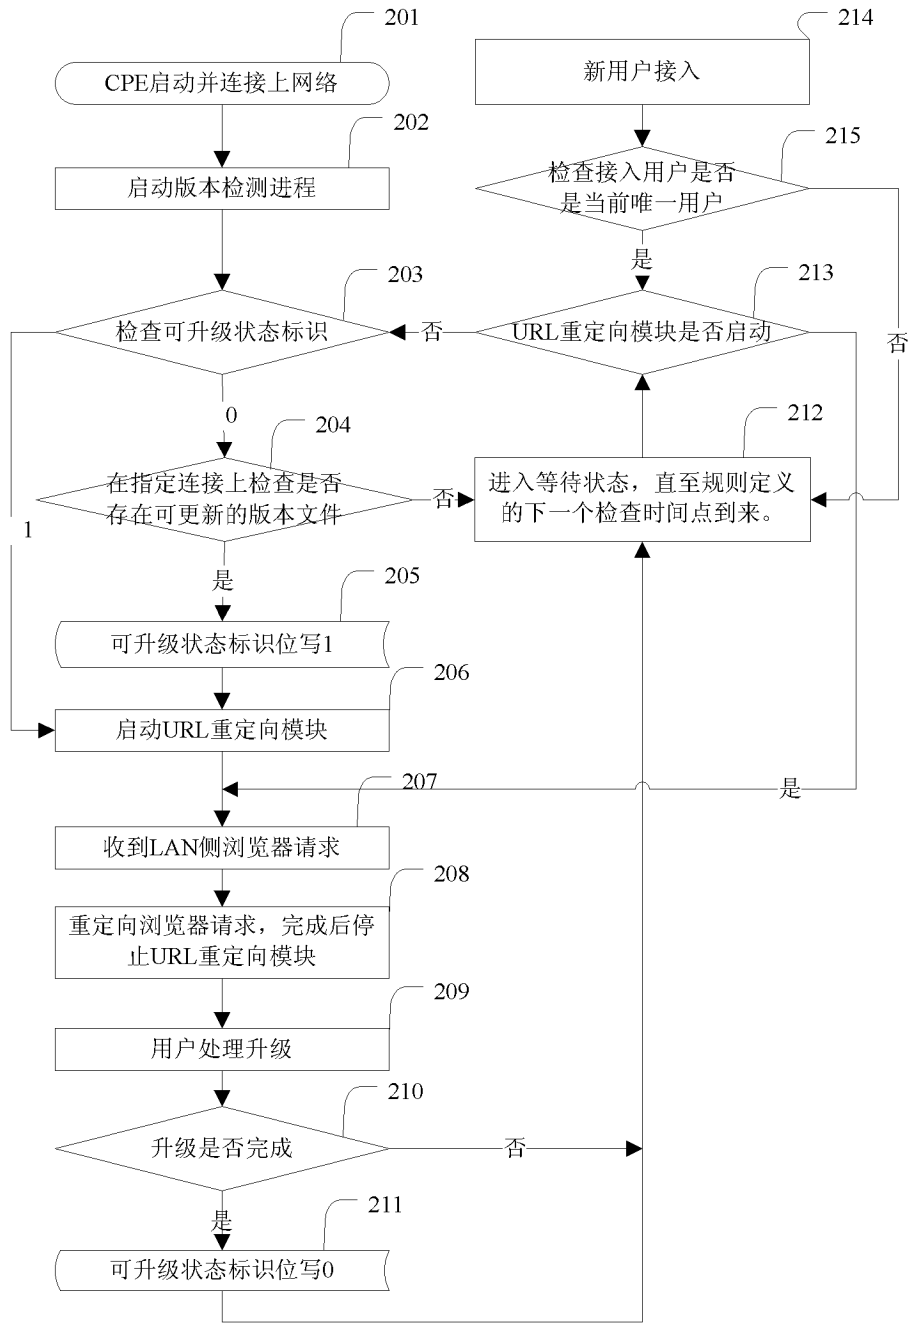 201
CPE启动并连接上网络
202
启动版本检测进程
203
检查可升级状态标识
0
1
204
在指定连接上检查是否
存在可更新的版本文件
否
是
205
可升级状态标识位写1
206
启动URL重定向模块
207
收到LAN侧浏览器请求
208
重定向浏览器请求，完成后停
止URL重定向模块
209
用户处理升级
210
升级是否完成
否
是
211
可升级状态标识位写0
214
新用户接入
215
检查接入用户是否
是当前唯一用户
是
否
213
URL重定向模块是否启动
否
是
212
进入等待状态，直至规则定义
的下一个检查时间点到来。